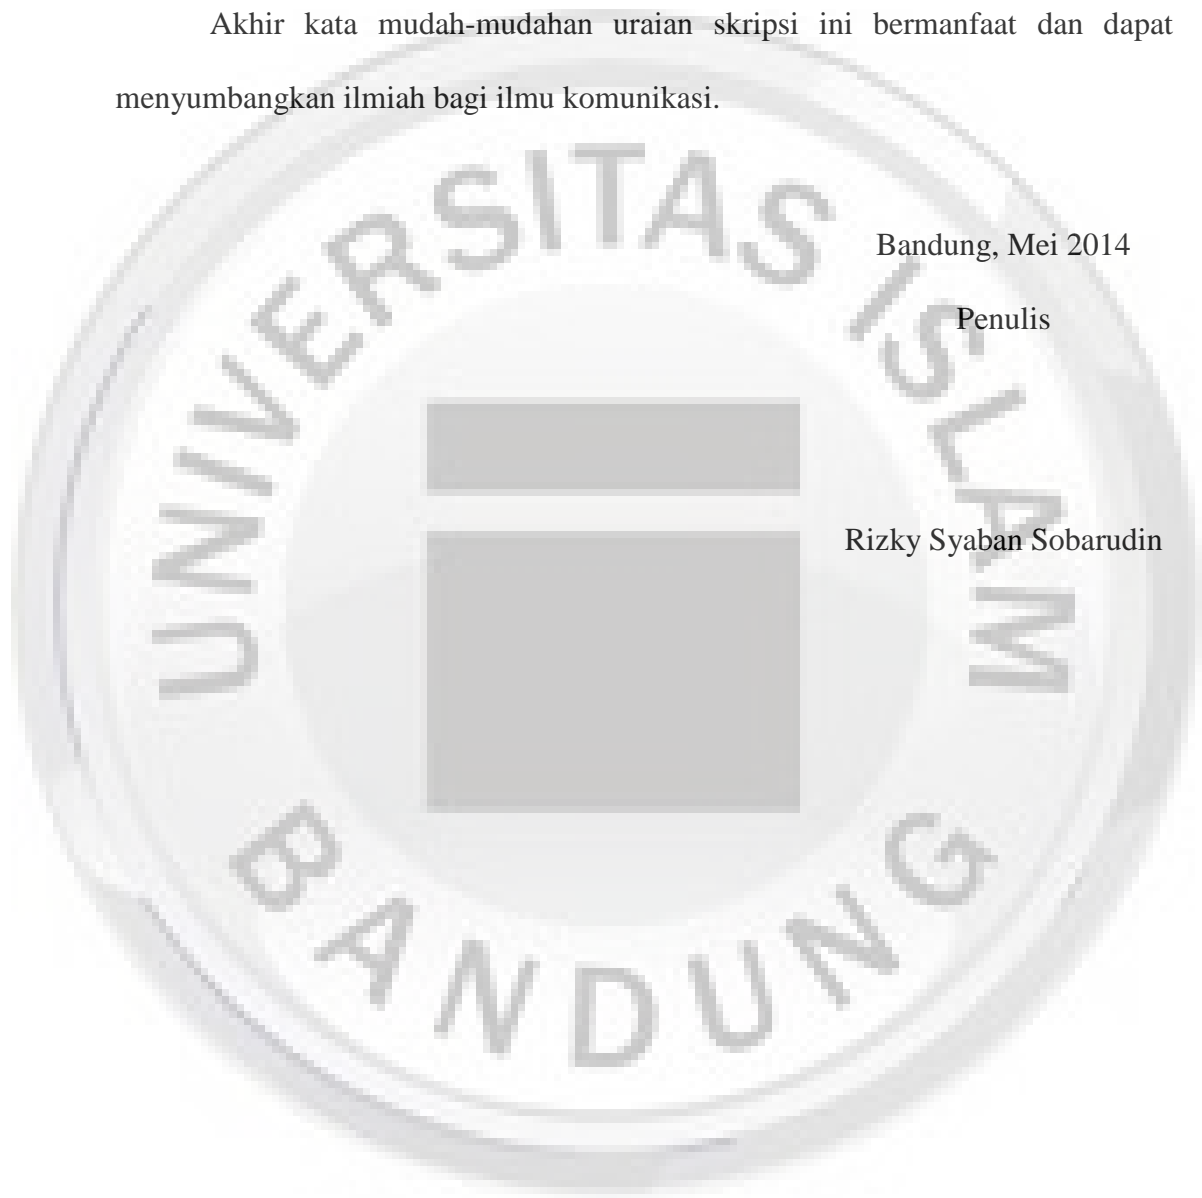 Akhir kata mudah-mudahan uraian skripsi ini bermanfaat dan dapat
menyumbangkan ilmiah bagi ilmu komunikasi.
Bandung, Mei 2014
Penulis
Rizky Syaban Sobarudin
UNIVERSITAS ISLAM
BANDUNG